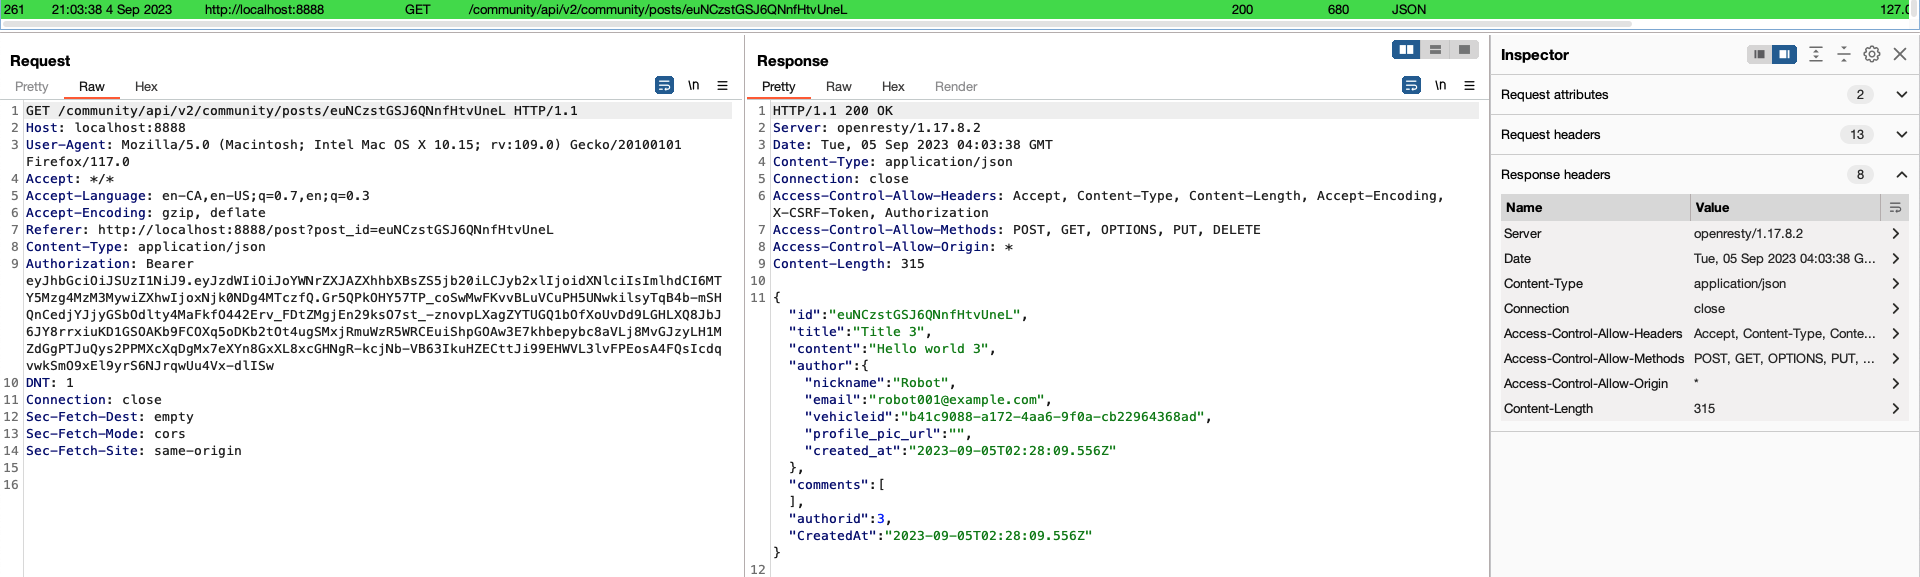 261 21:03:38 4 Sep 2023 http://localhost:8888 GET /community/api/v2/community/posts/euNCzstGSJ6QNnfHtvUneL 200 680 JSON 127.0
Request
Pretty Raw Hex \n
1 GET /community/api/v2/community/posts/euNCzstGSJ6QNnfHtvUneL HTTP/1.1
2 Host: localhost:8888
3 User-Agent: Mozilla/5.0 (Macintosh; Intel Mac OS X 10.15; rv:109.0) Gecko/20100101
Firefox/117.0
4 Accept: */*
5 Accept-Language: en-CA,en-US;q=0.7,en;q=0.3
6 Accept-Encoding: gzip, deflate
7 Referer: http://localhost:8888/post?post_id=euNCzstGSJ6QNnfHtvUneL
8 Content-Type: application/json
9 Authorization: Bearer
eyJhbGciOiJSUzI1NiJ9.eyJzdWIiOiJoYWNrZXJAZXhhbXBsZS5jb20iLCJyb2xlIjoidXNlciIsImlhdCI6MT
Y5Mzg4MzM3MywiZXhwIjoxNjk0NDg4MTczfQ.Gr5QPkOHY57TP_coSwMwFKvvBLuVCuPH5UNwkilsyTqB4b-mSH
QnCedjYJjyGSbOdlty4MaFkfO442Erv_FDtZMgjEn29ksO7st_-znovpLXagZYTUGQ1bOfXoUvDd9LGHLXQ8JbJ
6JY8rrxiuKD1GSOAKb9FCOXq5oDKb2tOt4ugSMxjRmuWzR5WRCEuiShpGOAw3E7khbepybc8aVLj8MvGJzyLH1M
ZdGgPTJuQys2PPMXcXqDgMx7eXYn8GxXL8xcGHNgR-kcjNb-VB63IkuHZECttJi99EHWVL3lvFPEosA4FQsIcdq
vwkSmO9xEl9yrS6NJrqwUu4Vx-dlISw
10 DNT: 1
11 Connection: close
12 Sec-Fetch-Dest: empty
13 Sec-Fetch-Mode: cors
14 Sec-Fetch-Site: same-origin
15
16
Response
Pretty Raw Hex Render \n
1 HTTP/1.1 200 OK
2 Server: openresty/1.17.8.2
3 Date: Tue, 05 Sep 2023 04:03:38 GMT
4 Content-Type: application/json
5 Connection: close
6 Access-Control-Allow-Headers: Accept, Content-Type, Content-Length, Accept-Encoding,
X-CSRF-Token, Authorization
7 Access-Control-Allow-Methods: POST, GET, OPTIONS, PUT, DELETE
8 Access-Control-Allow-Origin: *
9 Content-Length: 315
10
11 {
"id":"euNCzstGSJ6QNnfHtvUneL",
"title":"Title 3",
"content":"Hello world 3",
"author":{
"nickname":"Robot",
"email":"robot001@example.com",
"vehicleid":"b41c9088-a172-4aa6-9f0a-cb22964368ad",
"profile_pic_url":"",
"created_at":"2023-09-05T02:28:09.556Z"
},
"comments":[
],
"authorid":3,
"CreatedAt":"2023-09-05T02:28:09.556Z"
}
12
Inspector
Request attributes 2
Request headers 13
Response headers 8
Name Value
Server openresty/1.17.8.2
Date Tue, 05 Sep 2023 04:03:38 G...
Content-Type application/json
Connection close
Access-Control-Allow-Headers Accept, Content-Type, Conte...
Access-Control-Allow-Methods POST, GET, OPTIONS, PUT, ...
Access-Control-Allow-Origin *
Content-Length 315